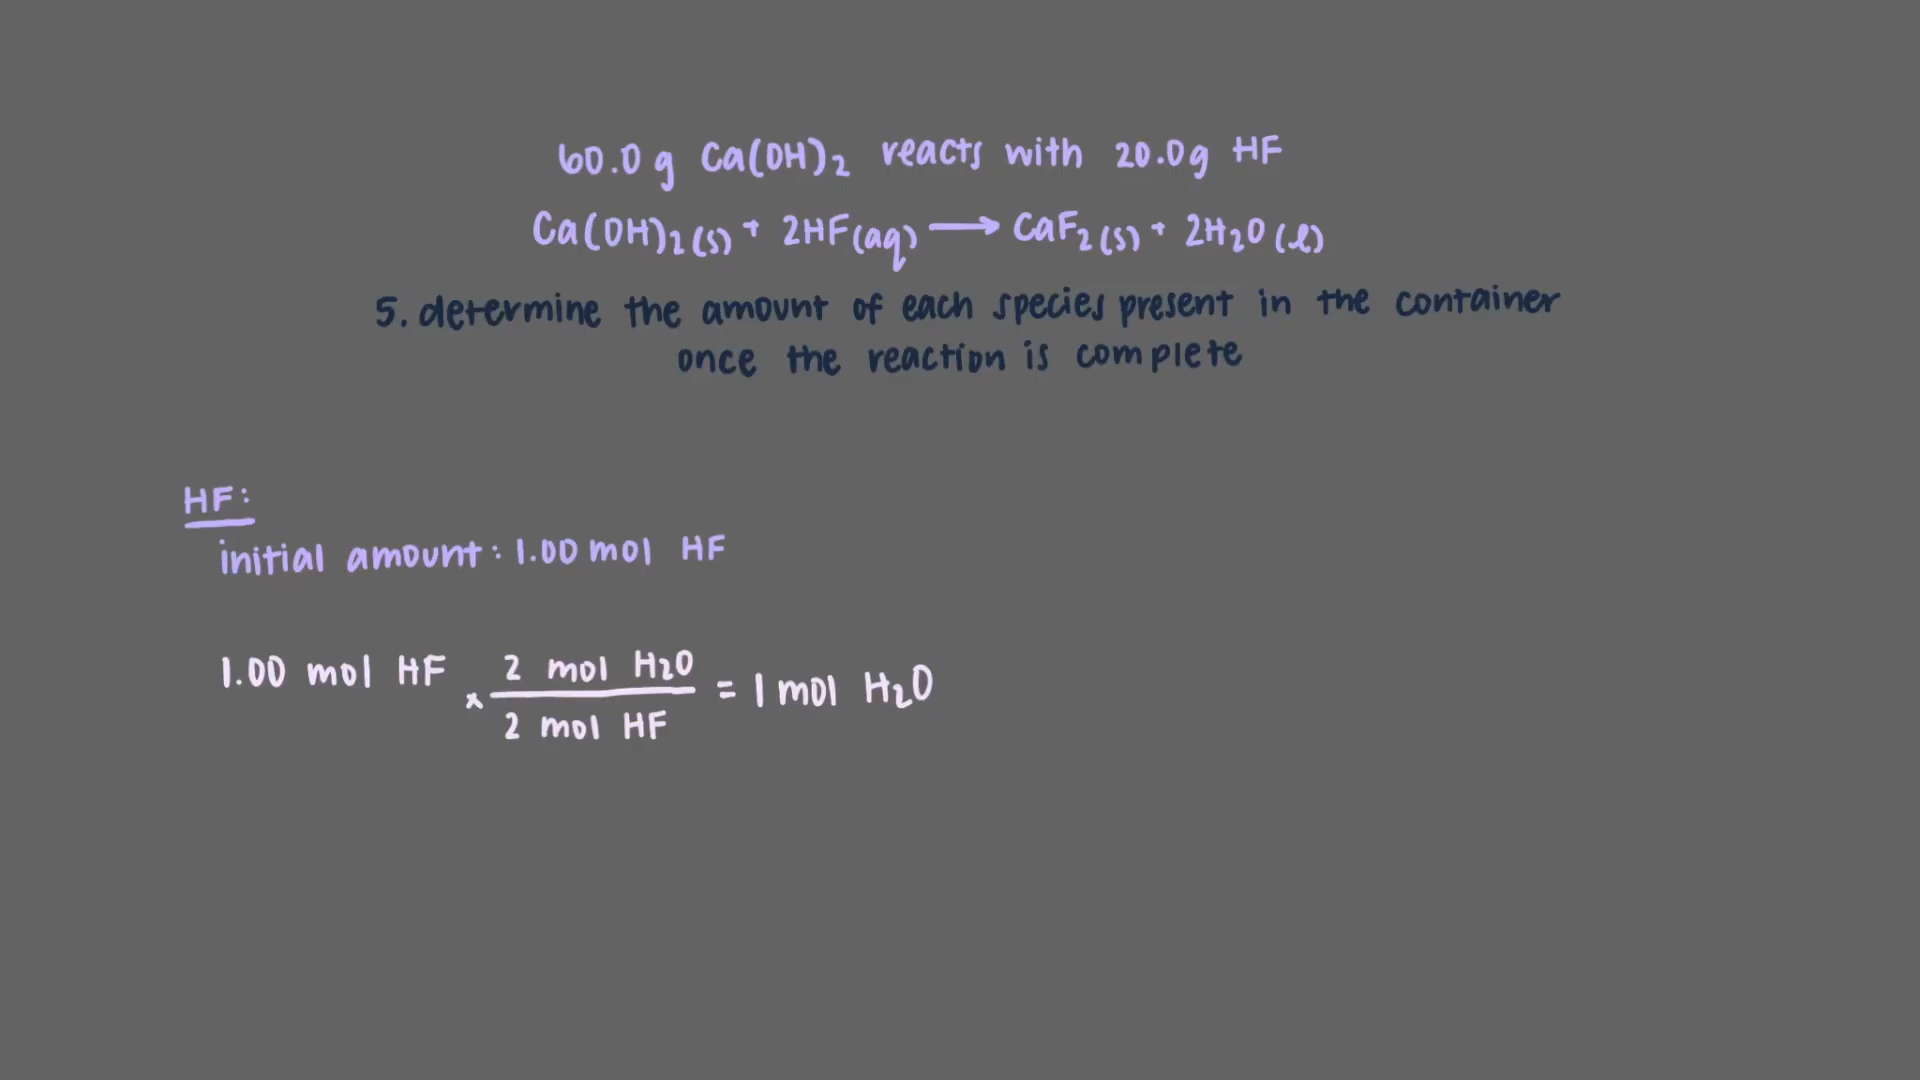 60.0 g Ca(OH)₂ reacts with 20.0g HF
Ca(OH)₂(s) + 2HF(aq) ⟶ CaF₂(s) + 2H₂O(l)
5. determine the amount of each species present in the container
once the reaction is complete
HF:
initial amount: 1.00 mol HF
1.00 mol HF × 2 mol H₂O / 2 mol HF = 1 mol H₂O